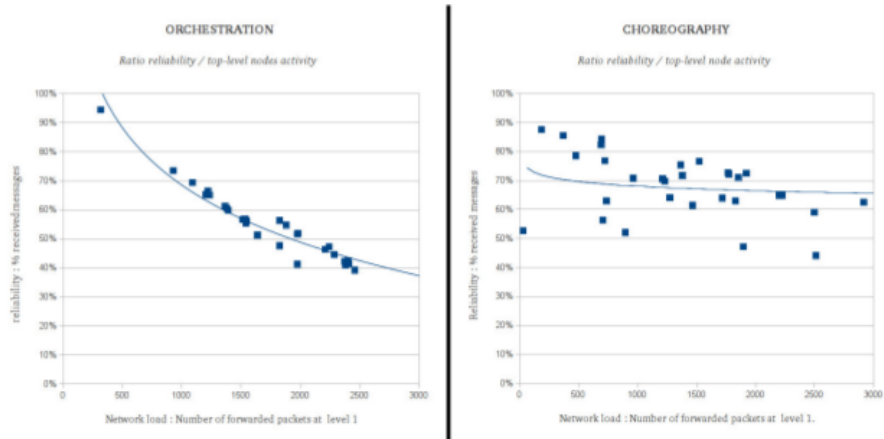 ORCHESTRATION
Ratio reliability / top-level nodes activity
100%
90%
80%
70%
60%
50%
40%
30%
20%
10%
0%
reliability : % received messages
0 500 1000 1500 2000 2500 3000
Network load : Number of forwarded packets at level 1
CHOREOGRAPHY
Ratio reliability / top-level node activity
100%
90%
80%
70%
60%
50%
40%
30%
20%
10%
0%
Reliability : % received messages
0 500 1000 1500 2000 2500 3000
Network load : Number of forwarded packets at level 1.